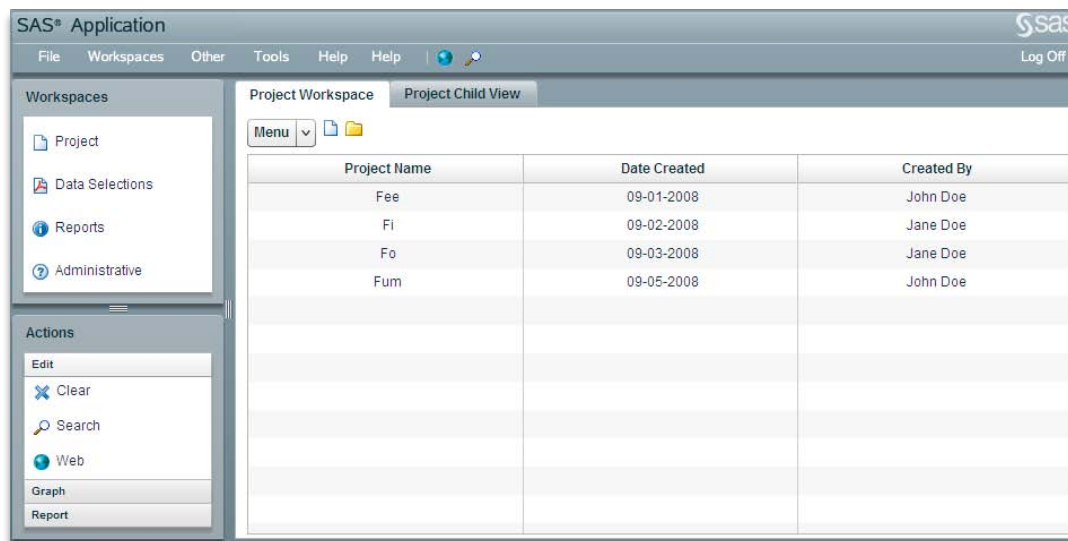 SAS® Application
sas
File Workspaces Other Tools Help Help Log Off
Workspaces
Project
Data Selections
Reports
Administrative
Actions
Edit
Clear
Search
Web
Graph
Report
Project Workspace Project Child View
Menu
Project Name Date Created Created By
Fee 09-01-2008 John Doe
Fi 09-02-2008 Jane Doe
Fo 09-03-2008 Jane Doe
Fum 09-05-2008 John Doe